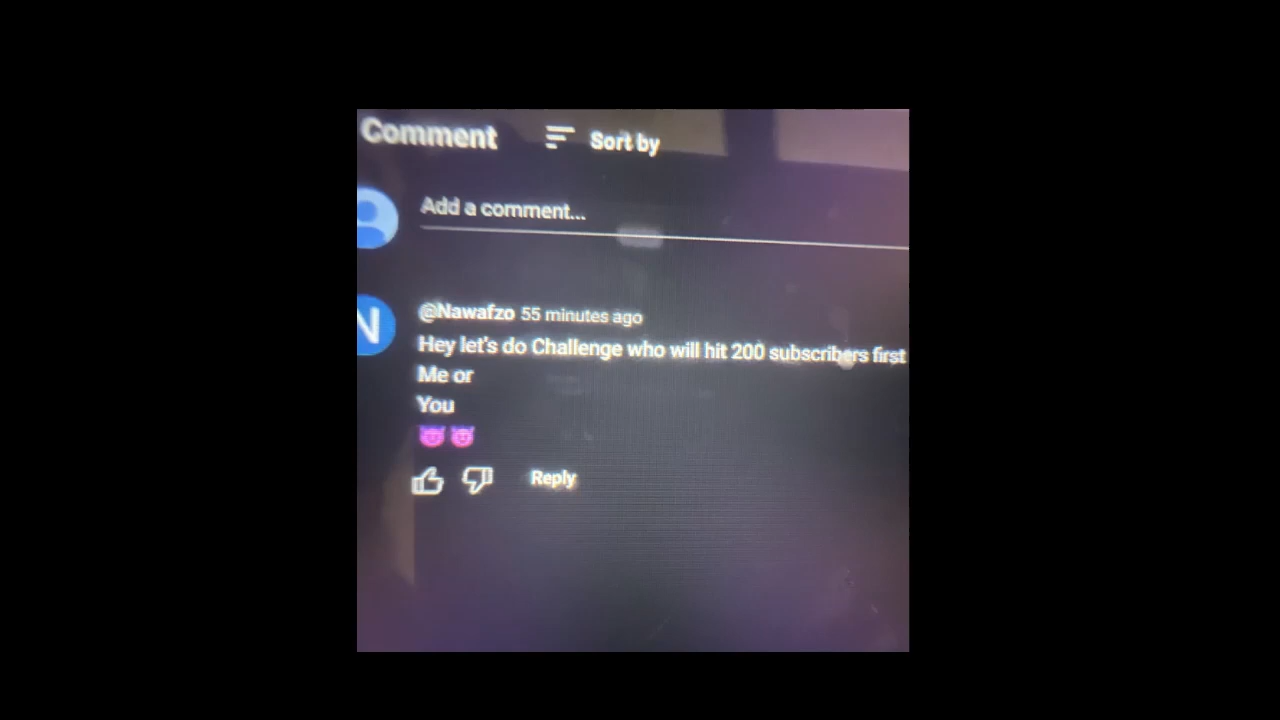 Comment Sort by
Add a comment...
N
@Nawafzo 55 minutes ago
Hey let's do Challenge who will hit 200 subscribers first
Me or
You
😈😈
Reply